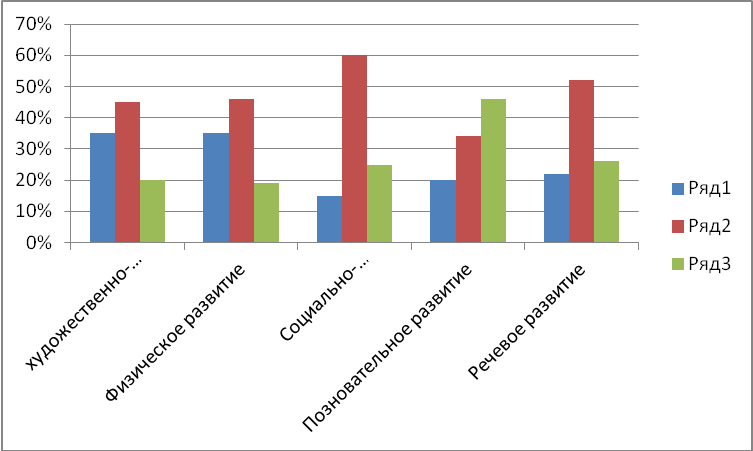 70%
60%
50%
40%
30%
20%
10%
0%
художественно-...
Физическое развитие
Социально-...
Позновательное развитие
Речевое развитие
Ряд1
Ряд2
Ряд3